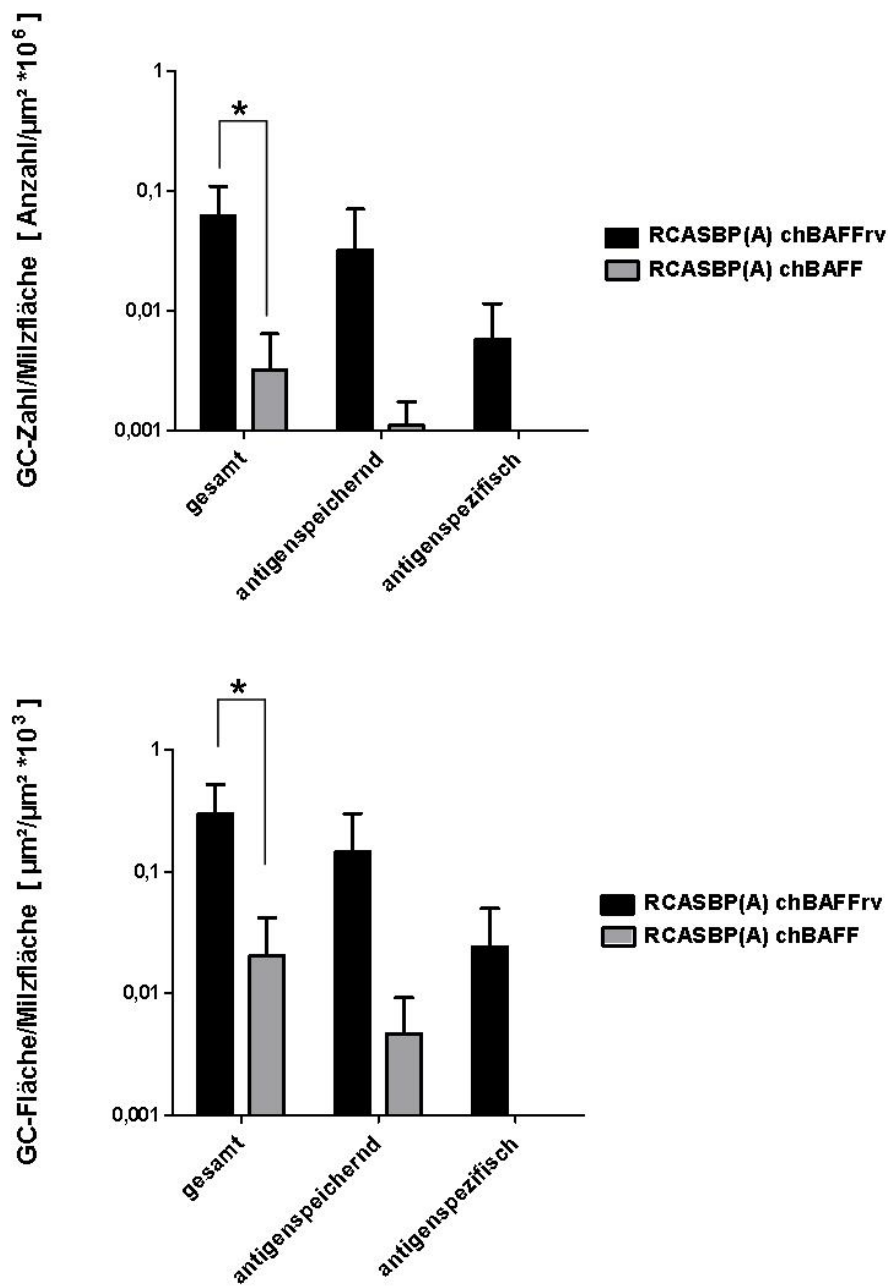 GC-Zahl/Milzfläche [ Anzahl/µm² *10⁶ ]
1
0,1
0,01
0,001
*
gesamt
antigenspeichernd
antigenspezifisch
RCASBP(A) chBAFFrv
RCASBP(A) chBAFF
GC-Fläche/Milzfläche [ µm²/µm² *10³ ]
1
0,1
0,01
0,001
*
gesamt
antigenspeichernd
antigenspezifisch
RCASBP(A) chBAFFrv
RCASBP(A) chBAFF